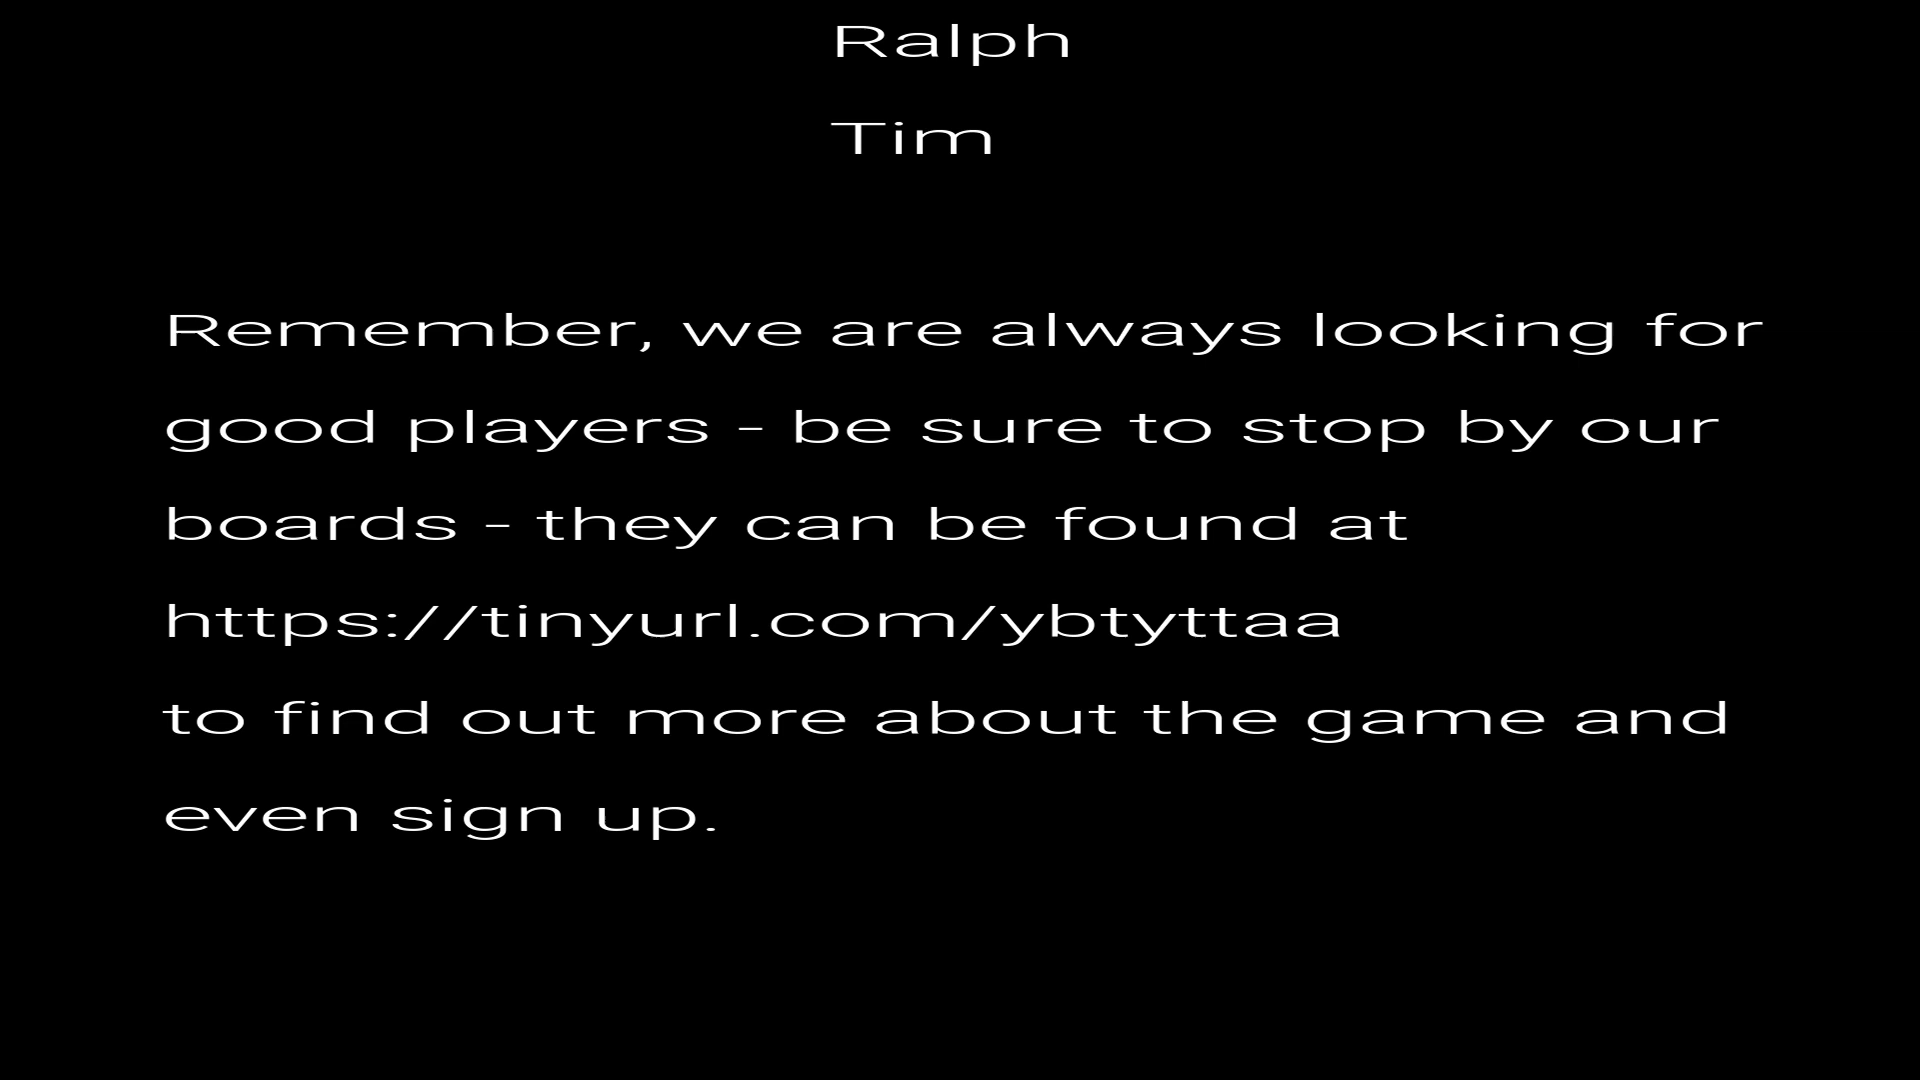 Ralph
Tim
Remember, we are always looking for
good players - be sure to stop by our
boards - they can be found at
https://tinyurl.com/ybtyttaa
to find out more about the game and
even sign up.